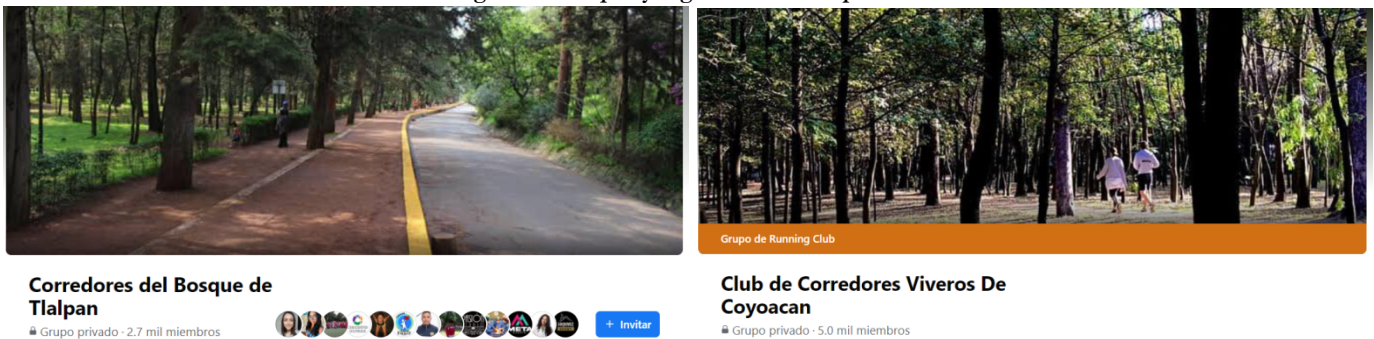 Corredores del Bosque de
Tlalpan
Grupo privado · 2.7 mil miembros
META
+ Invitar
Grupo de Running Club
Club de Corredores Viveros De
Coyoacan
Grupo privado · 5.0 mil miembros